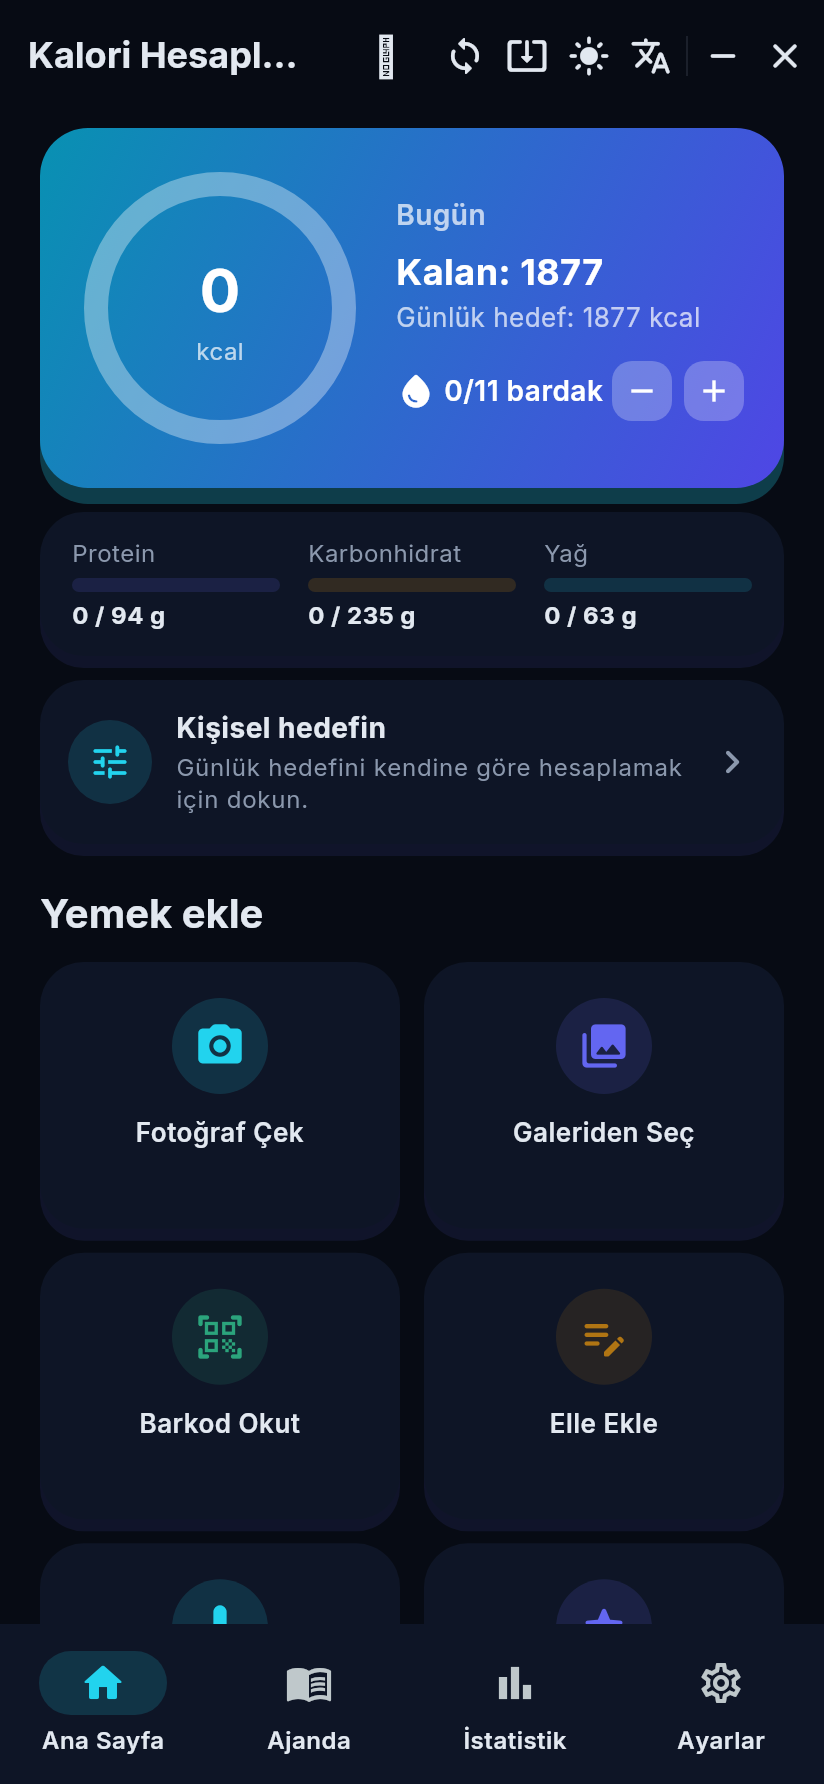 Kalori Hesapl...
NO GLYPH
Bugün
Kalan: 1877
Günlük hedef: 1877 kcal
0
kcal
0/11 bardak
Protein
Karbonhidrat
Yağ
0 / 94 g
0 / 235 g
0 / 63 g
Kişisel hedefin
Günlük hedefini kendine göre hesaplamak
için dokun.
Yemek ekle
Fotoğraf Çek
Galeriden Seç
Barkod Okut
Elle Ekle
Ana Sayfa
Ajanda
İstatistik
Ayarlar